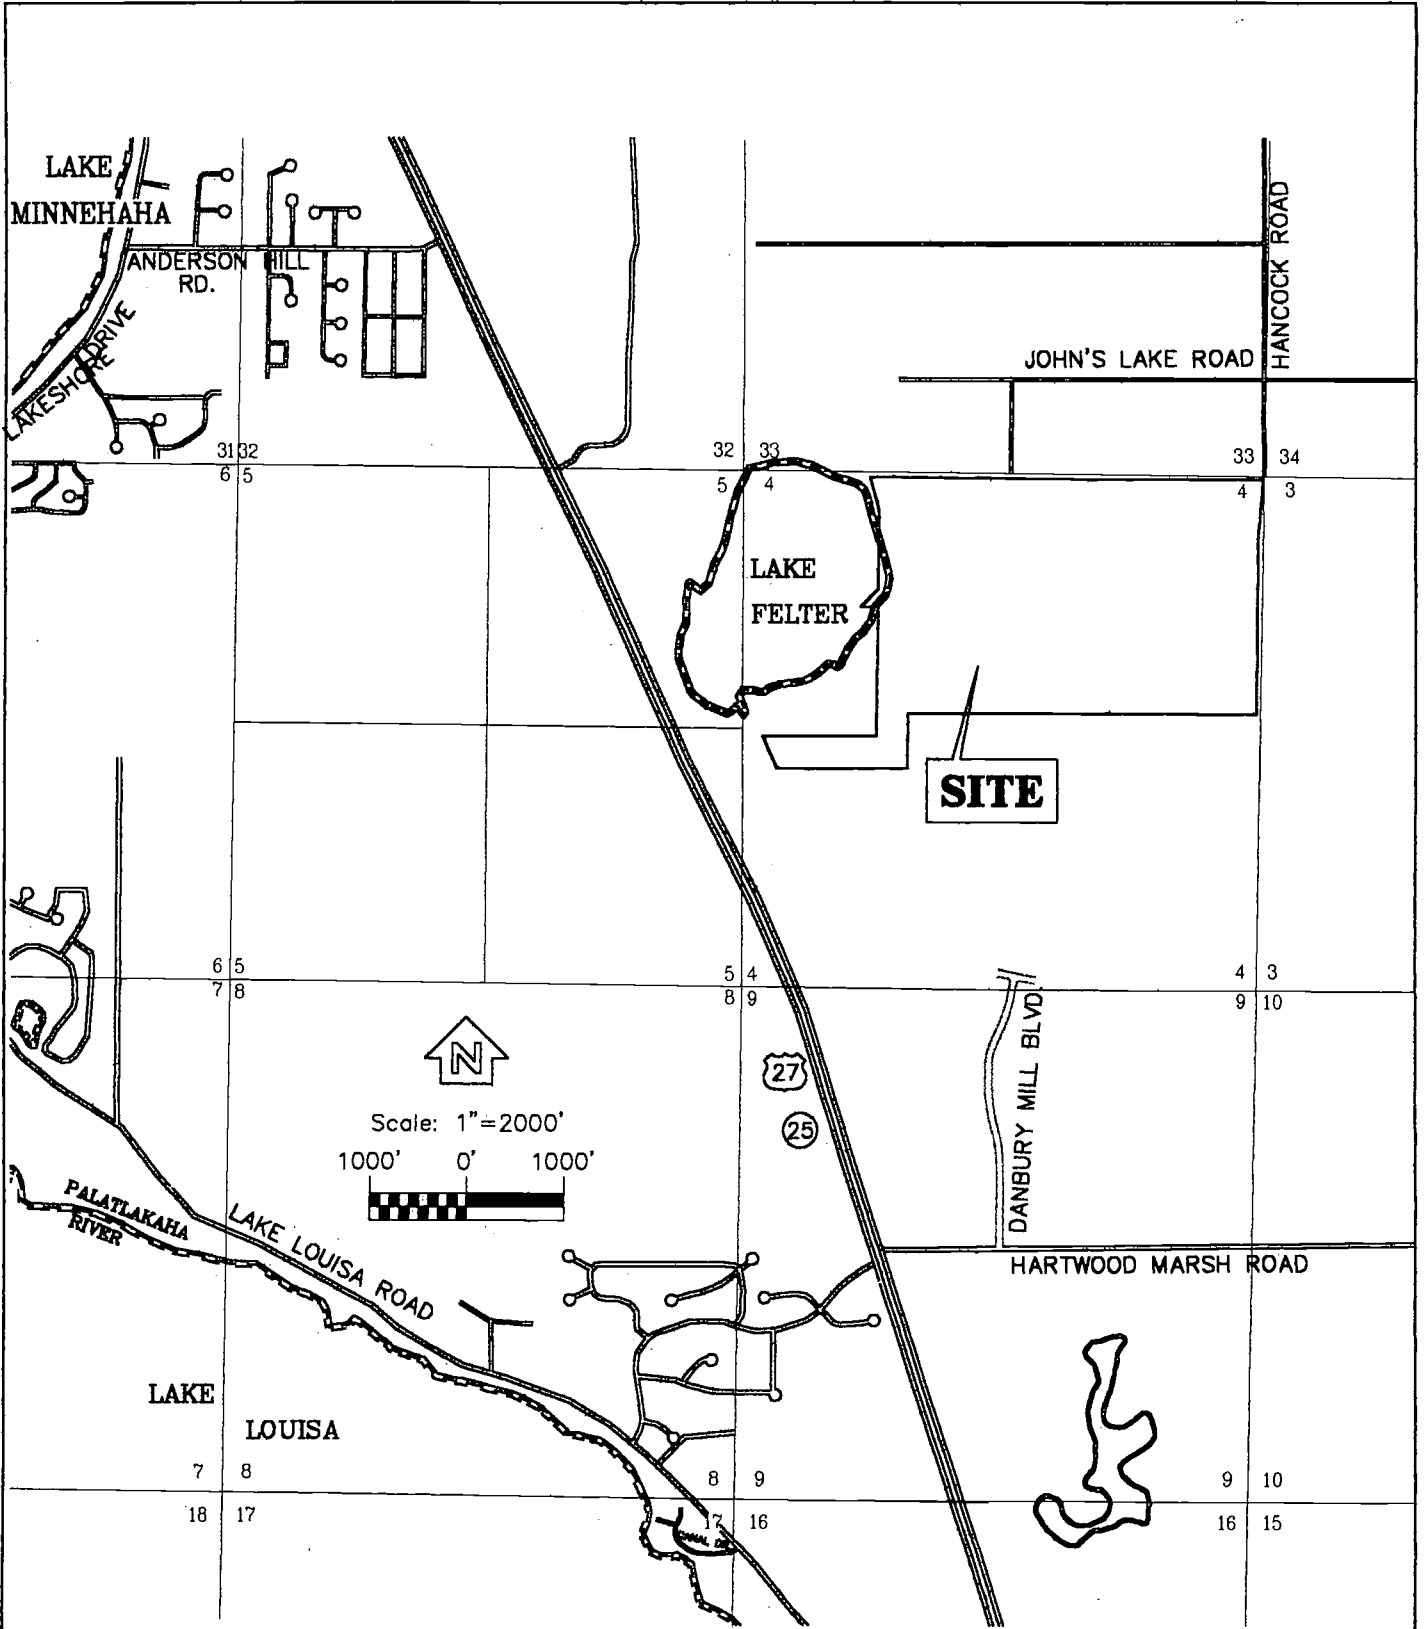 LAKE
MINNEHAHA
ANDERSON HILL
RD.
LAKESHORE DRIVE
HANCOCK ROAD
JOHN'S LAKE ROAD
31 32
6 5
32 33
5 4
33 34
4 3
LAKE
FELTER
SITE
6 5
7 8
5 4
8 9
4 3
9 10
N
27
25
Scale: 1"=2000'
1000' 0' 1000'
DANBURY MILL BLVD.
PALATLAKAHA
RIVER
LAKE LOUISA ROAD
HARTWOOD MARSH ROAD
LAKE
LOUISA
7 8
18 17
8 9
17 16
9 10
16 15
CANAL DR.